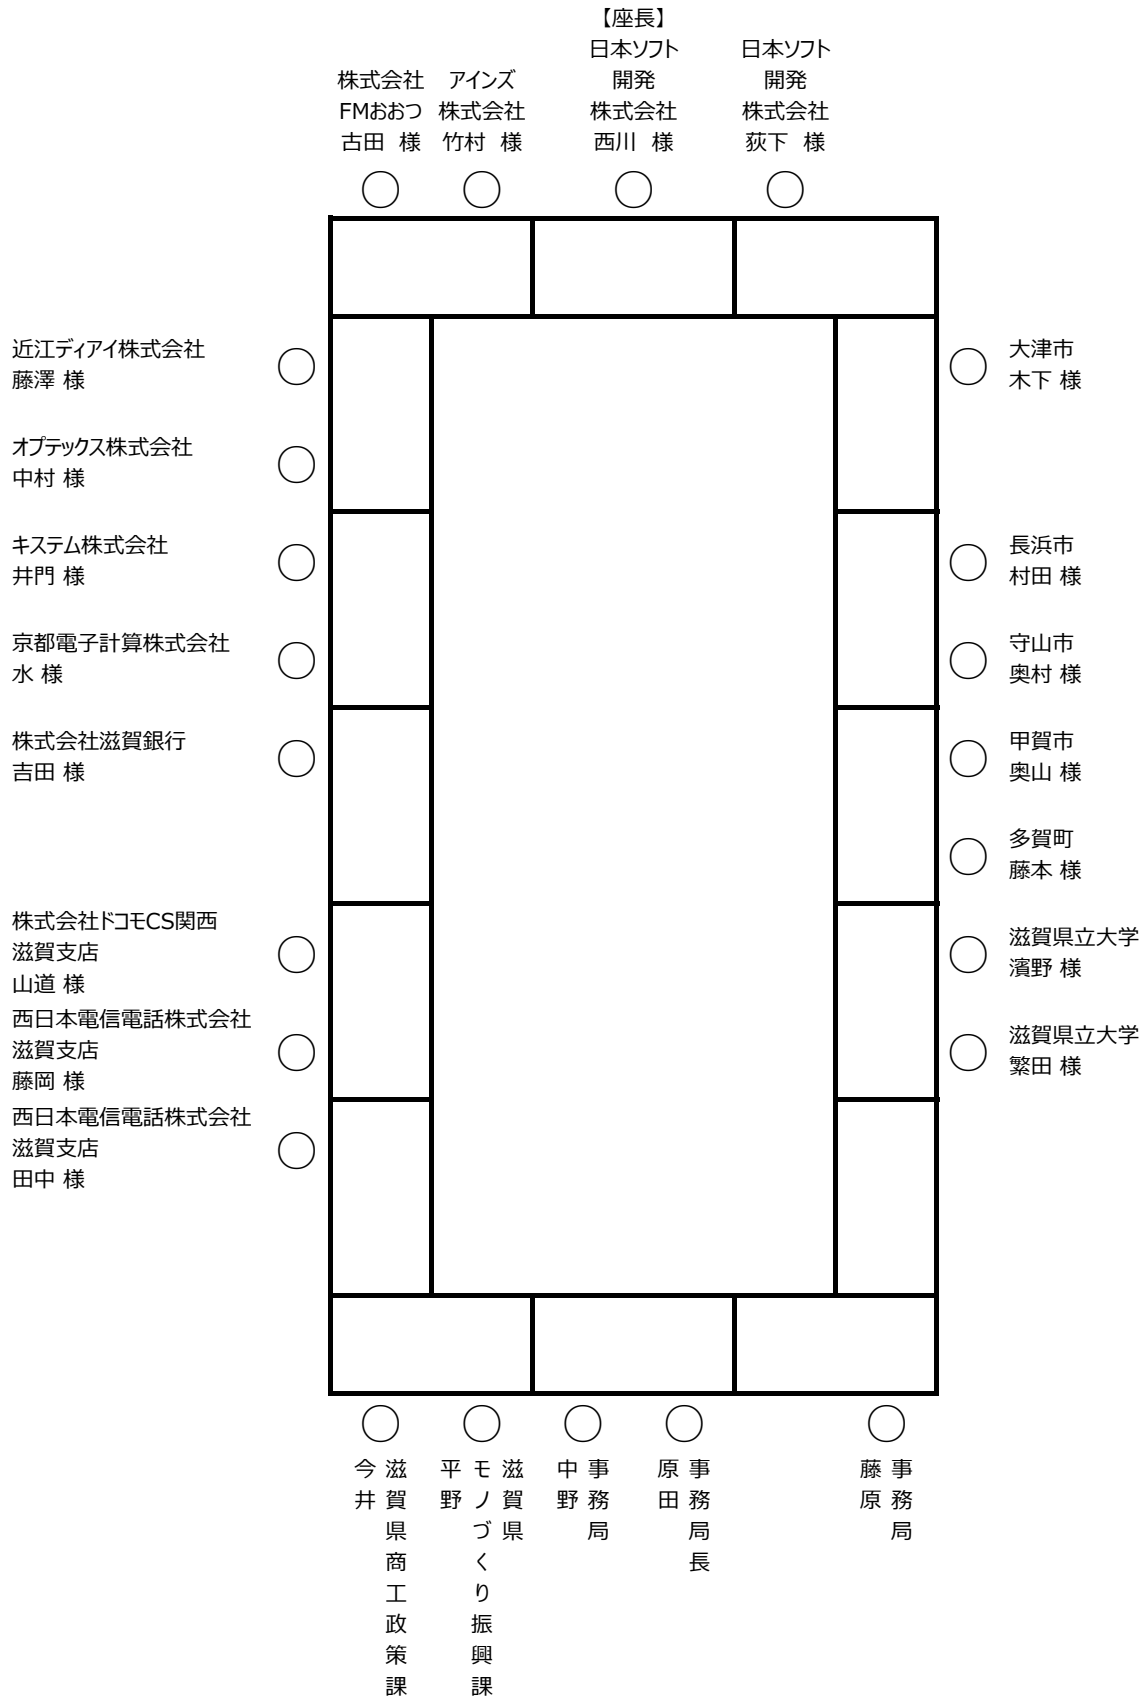 【座長】
日本ソフト
開発
株式会社
西川 様
日本ソフト
開発
株式会社
荻下 様
株式会社
FMおおつ
古田 様
アインズ
株式会社
竹村 様
近江ディアイ株式会社
藤澤 様
オプテックス株式会社
中村 様
キステム株式会社
井門 様
京都電子計算株式会社
水 様
株式会社滋賀銀行
吉田 様
株式会社ドコモCS関西
滋賀支店
山道 様
西日本電信電話株式会社
滋賀支店
藤岡 様
西日本電信電話株式会社
滋賀支店
田中 様
大津市
木下 様
長浜市
村田 様
守山市
奥村 様
甲賀市
奥山 様
多賀町
藤本 様
滋賀県立大学
濱野 様
滋賀県立大学
繁田 様
滋賀県商工政策課
今井
滋賀県
モノづくり振興課
平野
事務局
中野
事務局長
原田
事務局
藤原